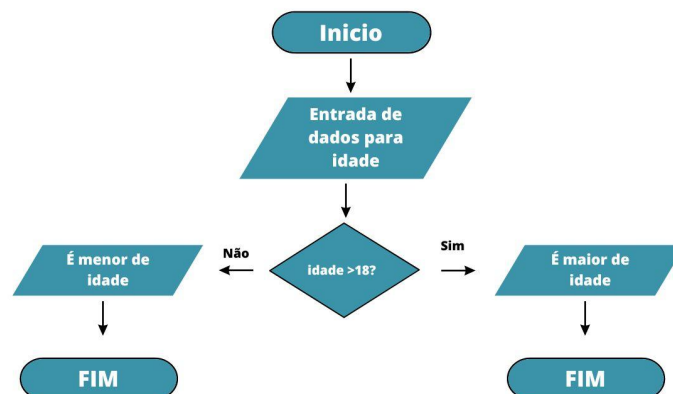 Inicio
Entrada de
dados para
idade
idade >18?
Não
Sim
É menor de
idade
É maior de
idade
FIM
FIM